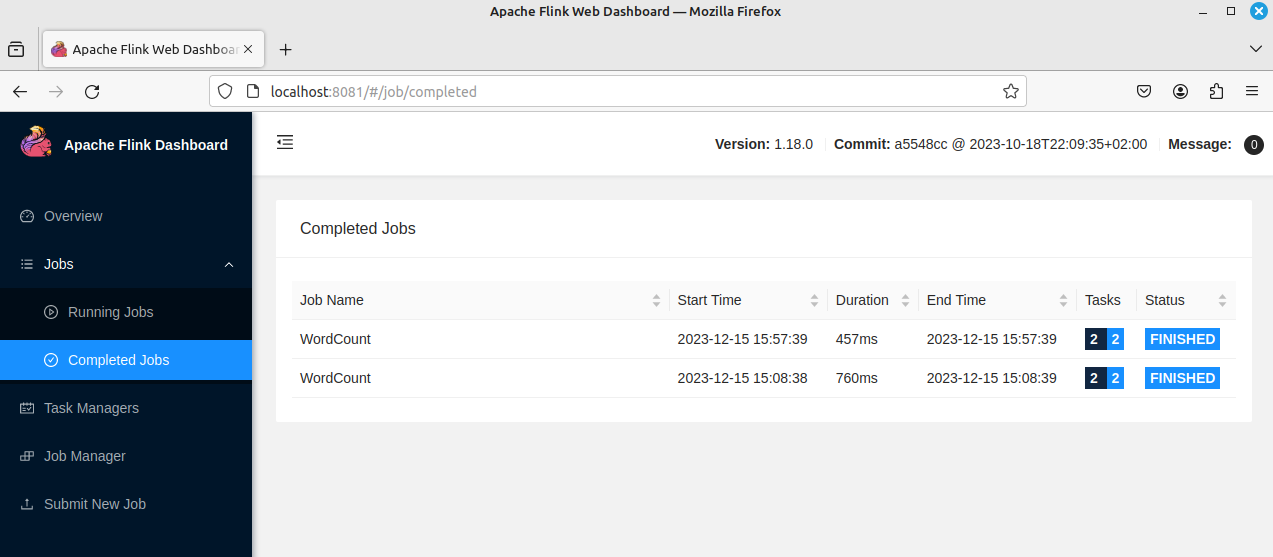 Apache Flink Web Dashboard — Mozilla Firefox
Apache Flink Web Dashboar
localhost:8081/#/job/completed
Apache Flink Dashboard
Version: 1.18.0 Commit: a5548cc @ 2023-10-18T22:09:35+02:00 Message: 0
Overview
Jobs
Running Jobs
Completed Jobs
Task Managers
Job Manager
Submit New Job
Completed Jobs
Job Name Start Time Duration End Time Tasks Status
WordCount 2023-12-15 15:57:39 457ms 2023-12-15 15:57:39 2 2 FINISHED
WordCount 2023-12-15 15:08:38 760ms 2023-12-15 15:08:39 2 2 FINISHED